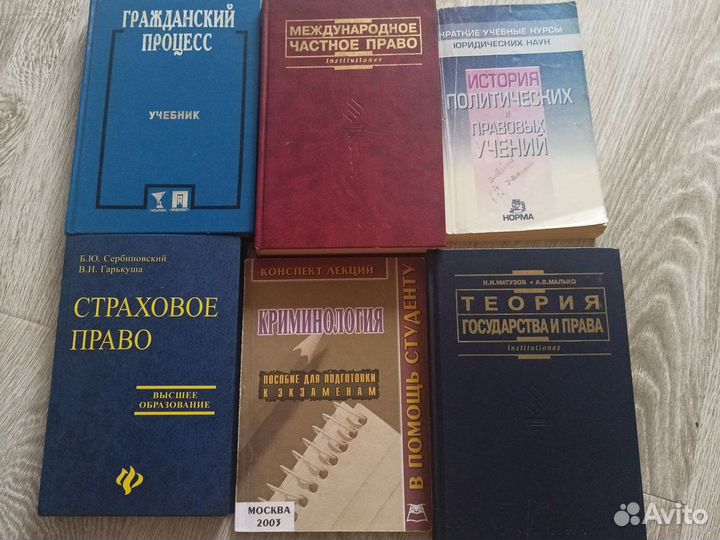 ГРАЖДАНСКИЙ
ПРОЦЕСС
УЧЕБНИК
ПРОСПЕКТ
МЕЖДУНАРОДНОЕ
ЧАСТНОЕ ПРАВО
Institutiones
КРАТКИЕ УЧЕБНЫЕ КУРСЫ
ЮРИДИЧЕСКИХ НАУК
ИСТОРИЯ
ПОЛИТИЧЕСКИХ
И
ПРАВОВЫХ
УЧЕНИЙ
НОРМА
Б.Ю. Сербиновский
В.Н. Гарькуша
СТРАХОВОЕ
ПРАВО
ВЫСШЕЕ
ОБРАЗОВАНИЕ
КОНСПЕКТ ЛЕКЦИЙ
КРИМИНОЛОГИЯ
ПОСОБИЕ ДЛЯ ПОДГОТОВКИ
К ЭКЗАМЕНАМ
В ПОМОЩЬ СТУДЕНТУ
МОСКВА
2003
Н.И.МАТУЗОВ • А.В.МАЛЬКО
ТЕОРИЯ
ГОСУДАРСТВА И ПРАВА
Institutiones
Avito